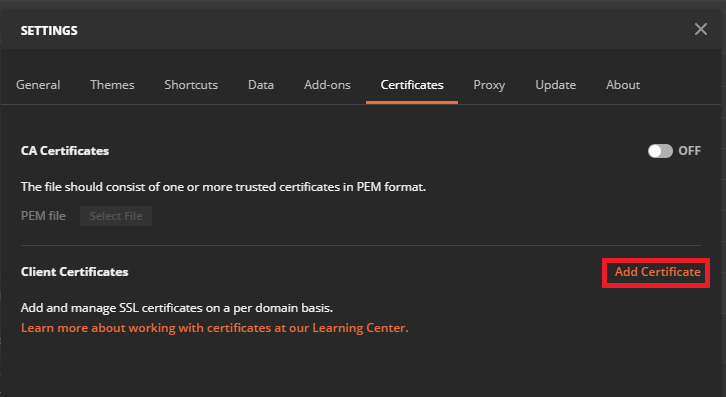 SETTINGS
General Themes Shortcuts Data Add-ons Certificates Proxy Update About
CA Certificates OFF
The file should consist of one or more trusted certificates in PEM format.
PEM file Select File
Client Certificates Add Certificate
Add and manage SSL certificates on a per domain basis.
Learn more about working with certificates at our Learning Center.